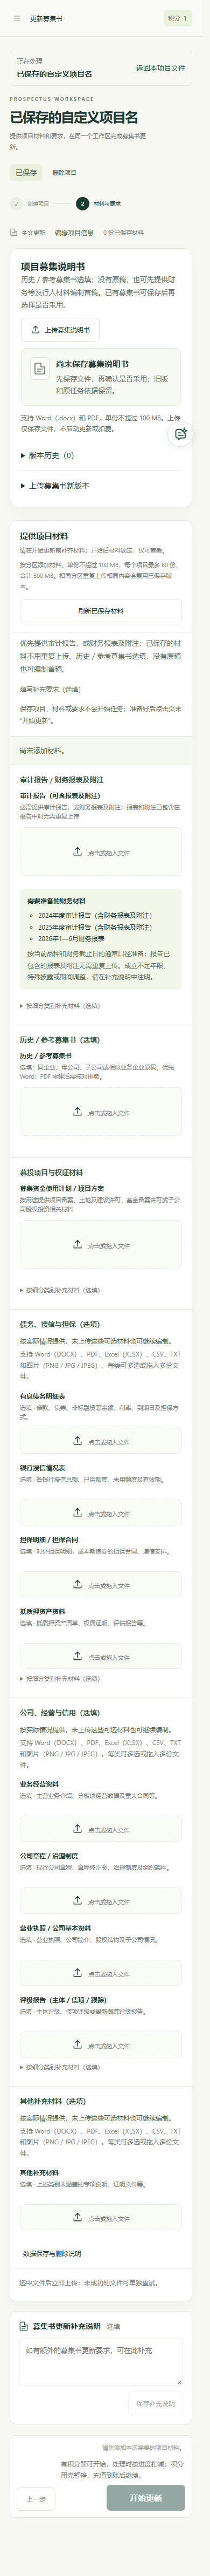 更新募集书
积分 1
正在处理
已保存的自定义项目名
返回本项目文件
PROSPECTUS WORKSPACE
已保存的自定义项目名
提供项目材料和要求，在同一个工作区完成募集书更
新。
已保存
删除项目
创建项目
2
材料与要求
全文更新
编辑项目信息
0 份已保存材料
项目募集说明书
历史 / 参考募集书选填；没有原稿，也可先提供财
务等发行人材料编制首稿。已有募集书可保存后再
选择是否采用。
上传募集说明书
尚未保存募集说明书
先保存文件，再确认是否采用；旧版
和原任务依据保留。
支持 Word（.docx）和 PDF，单份不超过 100 MB。上传
仅保存文件，不启动更新或扣费。
版本历史（0）
上传募集书新版本
提供项目材料
请在开始更新前补齐材料；开始后材料锁定，仅可查看。
按分区添加材料。单份不超过 100 MB，每个项目最多 60 份，
合计 500 MB。相同分区重复上传相同内容会复用已保存版
本。
刷新已保存材料
优先提供审计报告，或财务报表及附注；已保存的材
料不用重复上传。历史 / 参考募集书选填，没有原稿
也可编制首稿。
填写补充要求（选填）
保存项目、材料或要求不会开始任务；准备好后点击页末
“开始更新”。
尚未添加材料。
审计报告 / 财务报表及附注
审计报告（可含报表及附注）
必需提供审计报告，或财务报表及附注；报表和附注已包含在
报告中时无需重复上传
点击或拖入文件
需要准备的财务材料
2024年度审计报告（含财务报表及附注）
2025年度审计报告（含财务报表及附注）
2026年1—6月财务报表
按当前品种和财务截止日的通常口径准备；报告已
包含的报表及附注无需重复上传。成立不足年限、
特殊披露或期间调整，请在补充说明中注明。
按细分类别补充材料（选填）
历史 / 参考募集书（选填）
历史 / 参考募集书
选填：同企业、母公司、子公司或相似业务企业原稿。优先
Word；PDF 重建后需核对排版。
点击或拖入文件
募投项目与权证材料
募集资金使用计划 / 项目方案
按用途提供项目备案、土地及建设许可、基金备案许可或子公
司股权投资相关材料
点击或拖入文件
按细分类别补充材料（选填）
债务、授信与担保（选填）
按实际情况提供，未上传这些可选材料也可继续编制。
支持 Word（DOCX）、PDF、Excel（XLSX）、CSV、TXT
和图片（PNG / JPG / JPEG）。每类可多选或拖入多份文
件。
有息债务明细表
选填 · 借款、债券、非标融资等余额、利率、到期日及担保方
式。
点击或拖入文件
银行授信情况表
选填 · 各银行授信总额、已用额度、未用额度及有效期。
点击或拖入文件
担保明细 / 担保合同
选填 · 对外担保明细，或本期债券的担保合同、增信安排。
点击或拖入文件
抵质押资产资料
选填 · 抵质押资产清单、权属证明、评估报告等。
点击或拖入文件
按细分类别补充材料（选填）
公司、经营与信用（选填）
按实际情况提供，未上传这些可选材料也可继续编制。
支持 Word（DOCX）、PDF、Excel（XLSX）、CSV、TXT
和图片（PNG / JPG / JPEG）。每类可多选或拖入多份文
件。
业务经营资料
选填 · 主营业务介绍、分板块经营数据及重大合同等。
点击或拖入文件
公司章程 / 治理制度
选填 · 现行公司章程、章程修正案、治理制度及组织架构。
点击或拖入文件
营业执照 / 公司基本资料
选填 · 营业执照、公司简介、股权结构及子公司情况。
点击或拖入文件
评级报告（主体 / 债项 / 跟踪）
选填 · 主体评级、债项评级或最新跟踪评级报告。
点击或拖入文件
按细分类别补充材料（选填）
其他补充材料（选填）
按实际情况提供，未上传这些可选材料也可继续编制。
支持 Word（DOCX）、PDF、Excel（XLSX）、CSV、TXT
和图片（PNG / JPG / JPEG）。每类可多选或拖入多份文
件。
其他补充材料
选填 · 上述类别未涵盖的专项说明、证明文件等。
点击或拖入文件
数据保存与删除说明
选中文件后立即上传；未成功的文件可单独重试。
募集书更新补充说明 选填
如有额外的募集书更新要求，可在此补充
保存补充说明
请先添加本次需要的项目材料。
有积分即可开始，处理时按进度扣减；积分
用完暂停，充值到账后继续。
上一步
开始更新